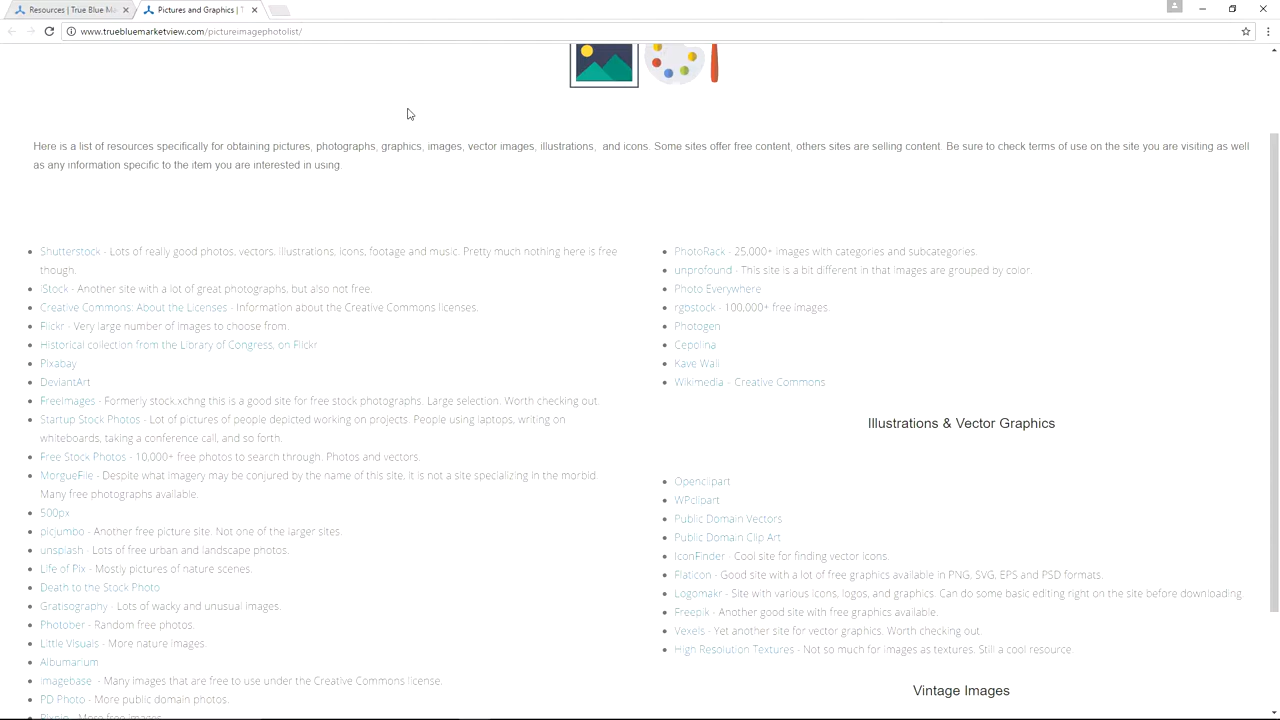 Resources | True Blue Ma
Pictures and Graphics | T
www.truebluemarketview.com/pictureimagephotolist/
Here is a list of resources specifically for obtaining pictures, photographs, graphics, images, vector images, illustrations, and icons. Some sites offer free content, others sites are selling content. Be sure to check terms of use on the site you are visiting as well
as any information specific to the item you are interested in using.
Shutterstock - Lots of really good photos, vectors, illustrations, icons, footage and music. Pretty much nothing here is free
though.
iStock - Another site with a lot of great photographs, but also not free.
Creative Commons: About the Licenses - Information about the Creative Commons licenses.
Flickr - Very large number of images to choose from.
Historical collection from the Library of Congress, on Flickr
Pixabay
DeviantArt
FreeImages - Formerly stock.xchng this is a good site for free stock photographs. Large selection. Worth checking out.
Startup Stock Photos - Lot of pictures of people depicted working on projects. People using laptops, writing on
whiteboards, taking a conference call, and so forth.
Free Stock Photos - 10,000+ free photos to search through. Photos and vectors.
MorgueFile - Despite what imagery may be conjured by the name of this site, it is not a site specializing in the morbid.
Many free photographs available.
500px
picjumbo - Another free picture site. Not one of the larger sites.
unsplash - Lots of free urban and landscape photos.
Life of Pix - Mostly pictures of nature scenes.
Death to the Stock Photo
Gratisography - Lots of wacky and unusual images.
Photober - Random free photos.
Little Visuals - More nature images.
Albumarium
imagebase - Many images that are free to use under the Creative Commons license.
PD Photo - More public domain photos.
Pixnio - More free images.
PhotoRack - 25,000+ images with categories and subcategories.
unprofound - This site is a bit different in that images are grouped by color.
Photo Everywhere
rgbstock - 100,000+ free images.
Photogen
Cepolina
Kave Wall
Wikimedia - Creative Commons
Illustrations & Vector Graphics
Openclipart
WPclipart
Public Domain Vectors
Public Domain Clip Art
IconFinder - Cool site for finding vector icons.
Flaticon - Good site with a lot of free graphics available in PNG, SVG, EPS and PSD formats.
Logomakr - Site with various icons, logos, and graphics. Can do some basic editing right on the site before downloading.
Freepik - Another good site with free graphics available.
Vexels - Yet another site for vector graphics. Worth checking out.
High Resolution Textures - Not so much for images as textures. Still a cool resource.
Vintage Images